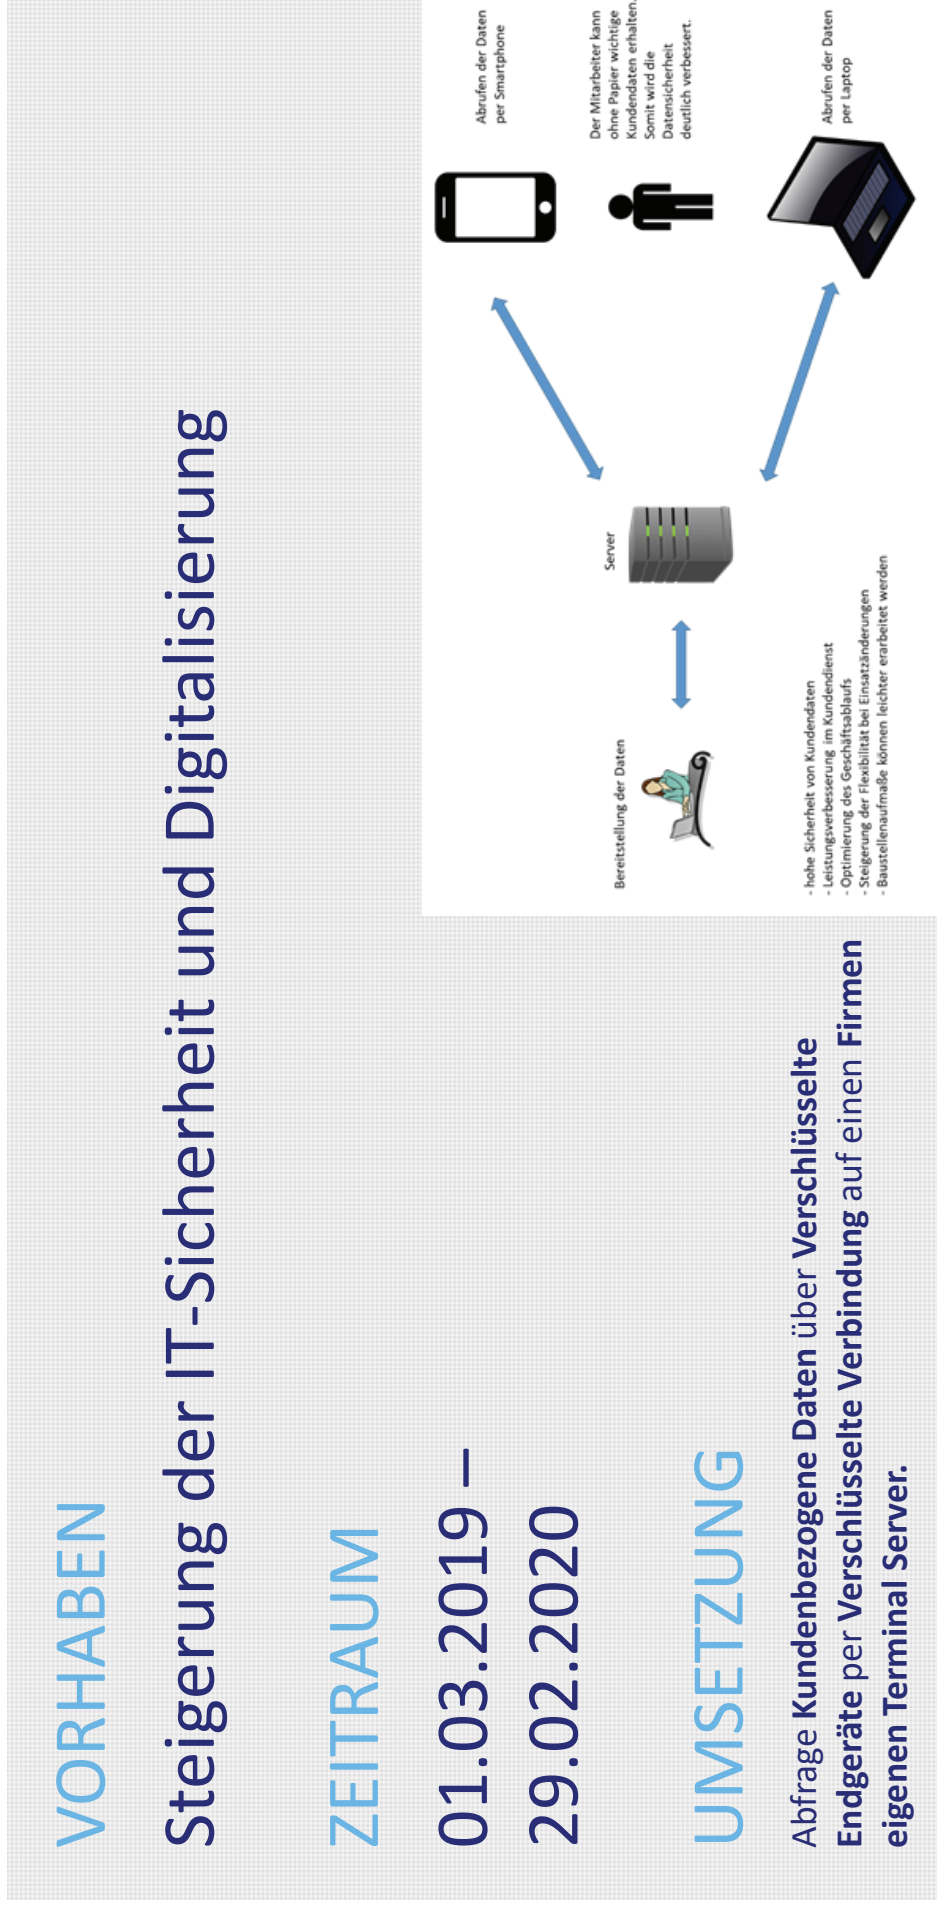 VORHABEN
Steigerung der IT-Sicherheit und Digitalisierung
ZEITRAUM
01.03.2019 –
29.02.2020
UMSETZUNG
Abfrage Kundenbezogene Daten über Verschlüsselte
Endgeräte per Verschlüsselte Verbindung auf einen Firmen
eigenen Terminal Server.
Bereitstellung der Daten
Server
Abrufen der Daten
per Smartphone
Der Mitarbeiter kann
ohne Papier wichtige
Kundendaten erhalten.
Somit wird die
Datensicherheit
deutlich verbessert.
Abrufen der Daten
per Laptop
- hohe Sicherheit von Kundendaten
- Leistungsverbesserung im Kundendienst
- Optimierung des Geschäftsablaufs
- Steigerung der Flexibilität bei Einsatzänderungen
- Baustellenaufmaße können leichter erarbeitet werden